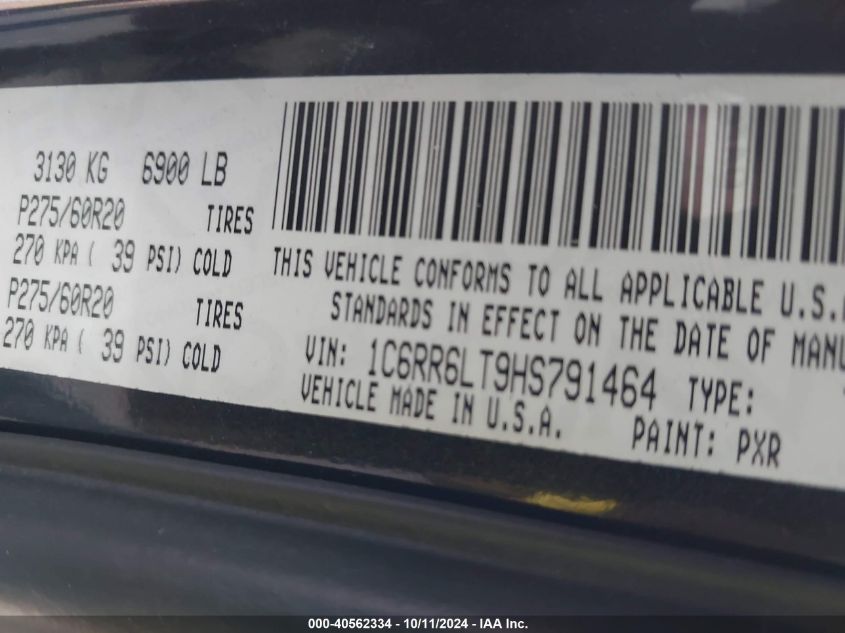 3130 KG 6900 LB
P275/60R20 TIRES
270 KPA ( 39 PSI) COLD
P275/60R20 TIRES
270 KPA ( 39 PSI) COLD
THIS VEHICLE CONFORMS TO ALL APPLICABLE U.S.
STANDARDS IN EFFECT ON THE DATE OF MANU
VIN: 1C6RR6LT9HS791464 TYPE:
VEHICLE MADE IN U.S.A. PAINT: PXR
000-40562334 - 10/11/2024 - IAA Inc.